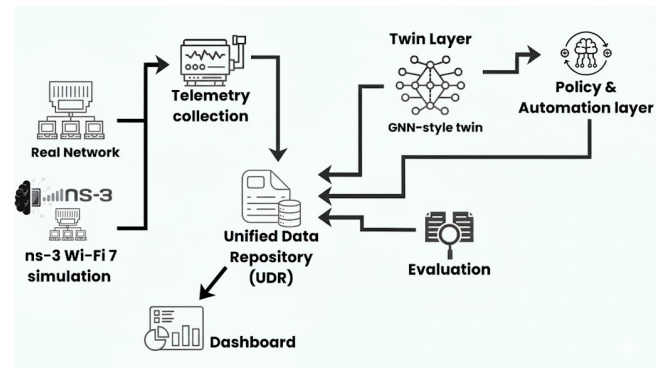 Twin Layer
Telemetry
collection
Policy &
Automation layer
GNN-style twin
Real Network
NS-3
ns-3 Wi-Fi 7
simulation
Unified Data
Repository
(UDR)
Evaluation
Dashboard